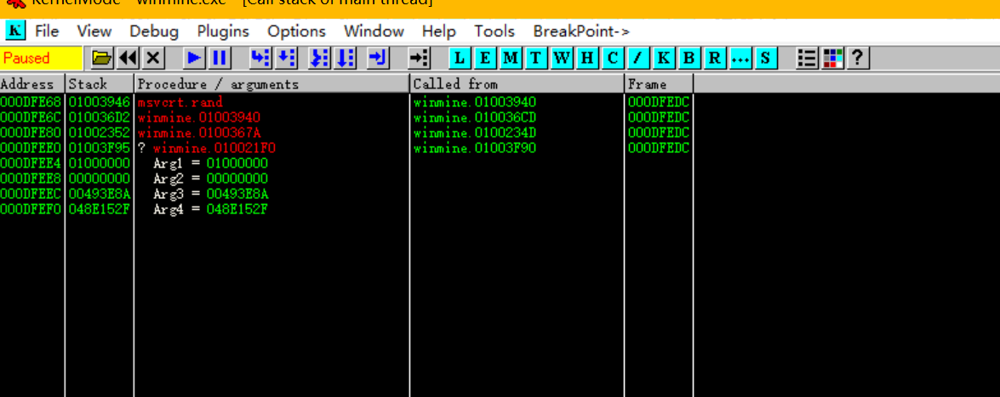 KernelMode - winmine.exe - [Call stack of main thread]
K File View Debug Plugins Options Window Help Tools BreakPoint->
Paused L E M T W H C / K B R ... S ?
Address Stack Procedure / arguments Called from Frame
000DFE68 01003946 msvcrt.rand winmine.01003940 000DFEDC
000DFE6C 010036D2 winmine.01003940 winmine.010036CD 000DFEDC
000DFE80 01002352 winmine.0100367A winmine.0100234D 000DFEDC
000DFEE0 01003F95 ? winmine.010021F0 winmine.01003F90 000DFEDC
000DFEE4 01000000 Arg1 = 01000000
000DFEE8 00000000 Arg2 = 00000000
000DFEEC 00493E8A Arg3 = 00493E8A
000DFEF0 048E152F Arg4 = 048E152F